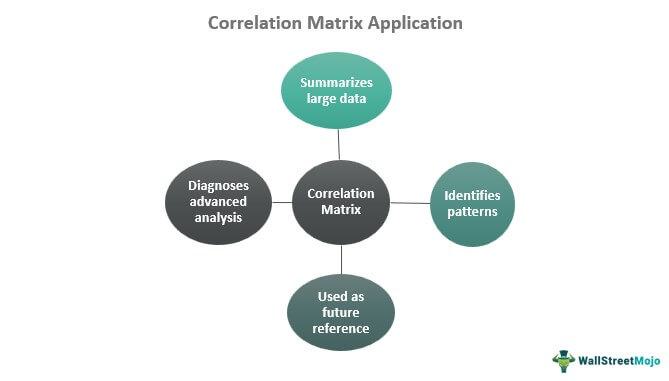 Correlation Matrix Application
Summarizes
large data
Diagnoses
advanced
analysis
Correlation
Matrix
Identifies
patterns
Used as
future
reference
WallStreetMojo